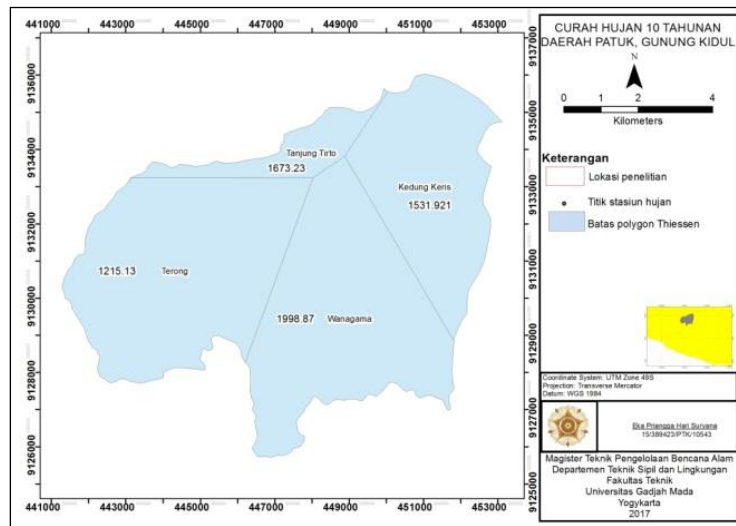 441000 443000 445000 447000 449000 451000 453000
9136000
9134000
9132000
9130000
9128000
9126000
Tanjung Tirto
1673.23
Kedung Keris
1531.921
1215.13 Terong
1998.87 Wanagama
9137000
9135000
9133000
9131000
9129000
9127000
9125000
441000 443000 445000 447000 449000 451000 453000
CURAH HUJAN 10 TAHUNAN
DAERAH PATUK, GUNUNG KIDUL
N
0 1 2 4
Kilometers
Keterangan
Lokasi penelitian
Titik stasiun hujan
Batas polygon Thiessen
Coordinate System: UTM Zone 49S
Projection: Transverse Mercator
Datum: WGS 1984
Eka Priangga Hari Suryana
15/389423/PTK/10543
Magister Teknik Pengelolaan Bencana Alam
Departemen Teknik Sipil dan Lingkungan
Fakultas Teknik
Universitas Gadjah Mada
Yogyakarta
2017